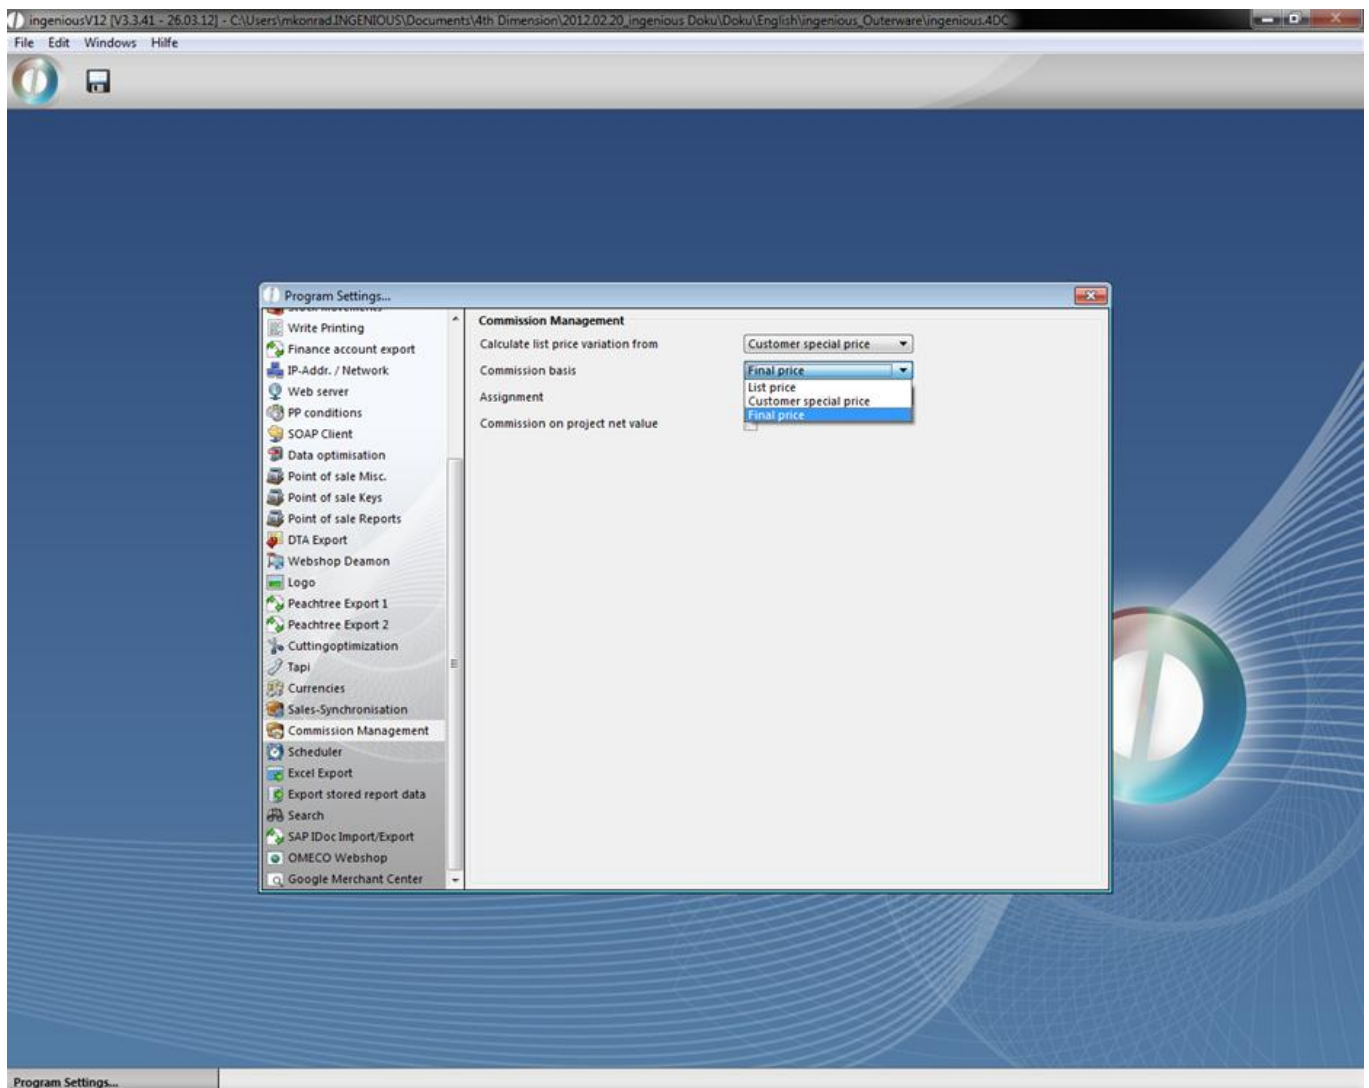 ingeniousV12 [V3.3.41 - 26.03.12] - C:\Users\mkonrad.INGENIOUS\Documents\4th Dimension\2012.02.20_ingenious Doku\Doku\English\ingenious_Outerware\ingenious.4DC
File Edit Windows Hilfe
Program Settings...
Stock movements
Write Printing
Finance account export
IP-Addr. / Network
Web server
PP conditions
SOAP Client
Data optimisation
Point of sale Misc.
Point of sale Keys
Point of sale Reports
DTA Export
Webshop Deamon
Logo
Peachtree Export 1
Peachtree Export 2
Cuttingoptimization
Tapi
Currencies
Sales-Synchronisation
Commission Management
Scheduler
Excel Export
Export stored report data
Search
SAP IDoc Import/Export
OMECO Webshop
Google Merchant Center
Commission Management
Calculate list price variation from Customer special price
Commission basis Final price
List price
Assignment Customer special price
Final price
Commission on project net value
Program Settings...